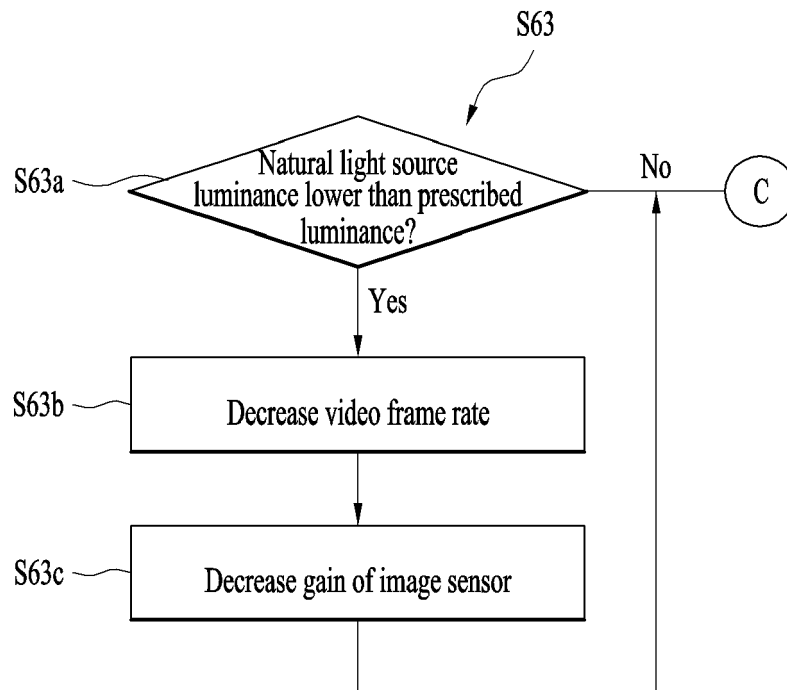 S63
S63a
Natural light source
luminance lower than prescribed
luminance?
No
C
Yes
S63b
Decrease video frame rate
S63c
Decrease gain of image sensor